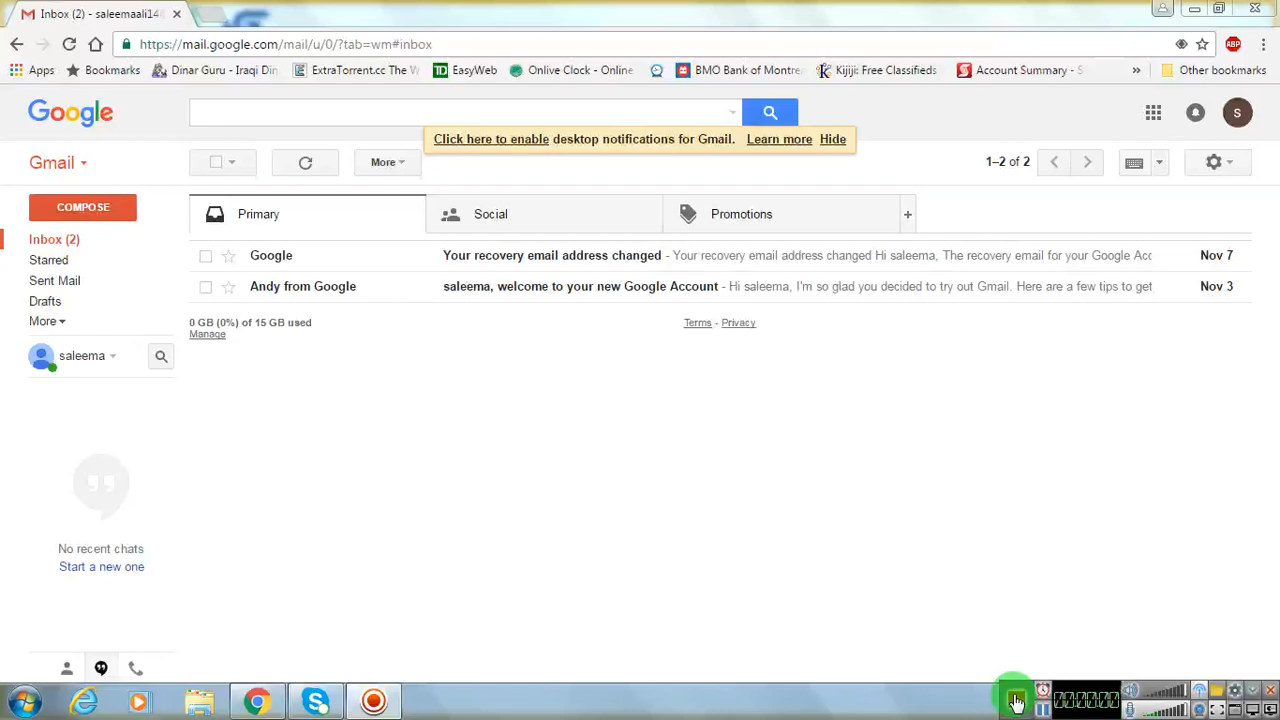 Inbox (2) - saleemaali14
https://mail.google.com/mail/u/0/?tab=wm#inbox
ABP
Apps Bookmarks Dinar Guru - Iraqi Din ExtraTorrent.cc The W TD EasyWeb Onlive Clock - Online BMO Bank of Montre Kijiji: Free Classifieds Account Summary - S Other bookmarks
Google
S
Click here to enable desktop notifications for Gmail. Learn more Hide
Gmail
More
1–2 of 2
COMPOSE
Primary
Social
Promotions
+
Inbox (2)
Starred
Sent Mail
Drafts
More
Google Your recovery email address changed - Your recovery email address changed Hi saleema, The recovery email for your Google Acc Nov 7
Andy from Google saleema, welcome to your new Google Account - Hi saleema, I'm so glad you decided to try out Gmail. Here are a few tips to get Nov 3
0 GB (0%) of 15 GB used
Manage
Terms - Privacy
saleema
No recent chats
Start a new one